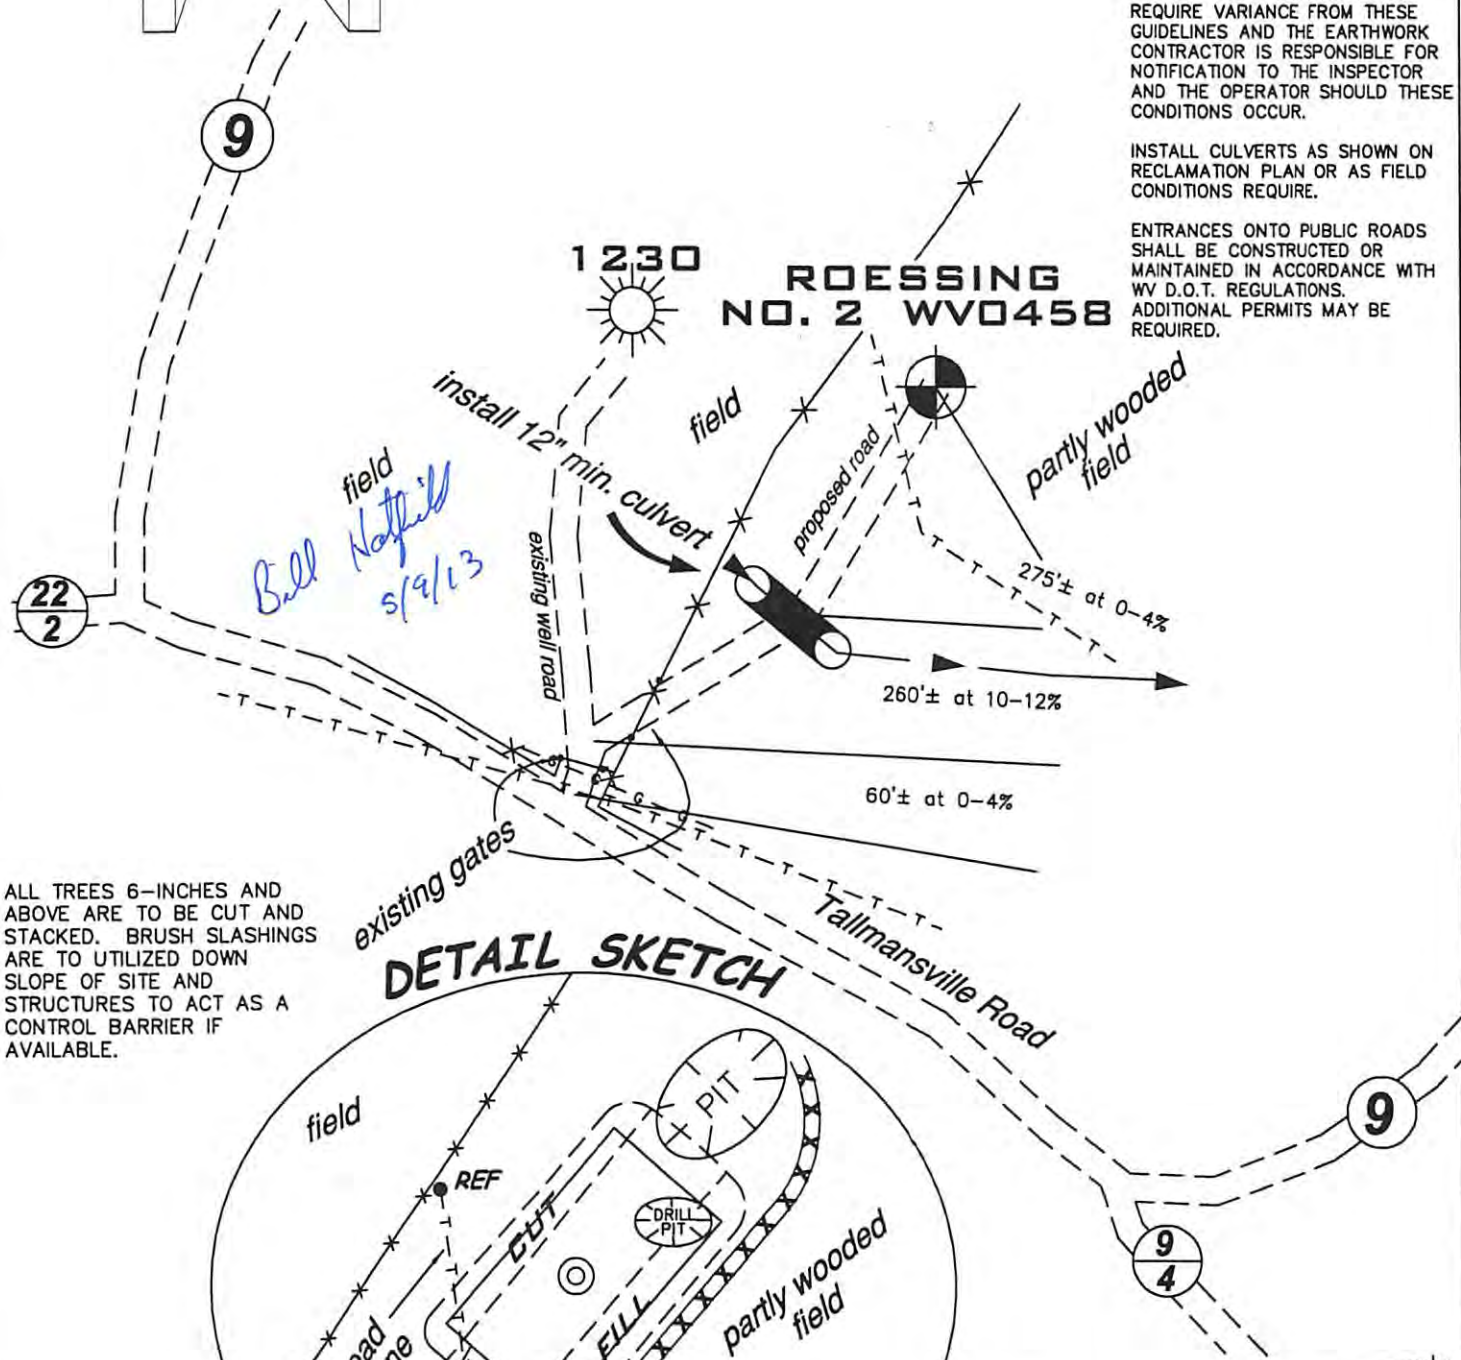 REQUIRE VARIANCE FROM THESE
GUIDELINES AND THE EARTHWORK
CONTRACTOR IS RESPONSIBLE FOR
NOTIFICATION TO THE INSPECTOR
AND THE OPERATOR SHOULD THESE
CONDITIONS OCCUR.
INSTALL CULVERTS AS SHOWN ON
RECLAMATION PLAN OR AS FIELD
CONDITIONS REQUIRE.
ENTRANCES ONTO PUBLIC ROADS
SHALL BE CONSTRUCTED OR
MAINTAINED IN ACCORDANCE WITH
WV D.O.T. REGULATIONS.
ADDITIONAL PERMITS MAY BE
REQUIRED.
9
1230
ROESSING
NO. 2 WV0458
install 12" min. culvert
field
proposed road
partly wooded
field
field
Bill Hatfield
5/9/13
existing well road
22
2
275'± at 0-4%
260'± at 10-12%
60'± at 0-4%
existing gates
Tallmansville Road
ALL TREES 6-INCHES AND
ABOVE ARE TO BE CUT AND
STACKED. BRUSH SLASHINGS
ARE TO UTILIZED DOWN
SLOPE OF SITE AND
STRUCTURES TO ACT AS A
CONTROL BARRIER IF
AVAILABLE.
DETAIL SKETCH
PIT
field
REF
CUT
DRILL
PIT
FILL
partly wooded
field
9
9
4